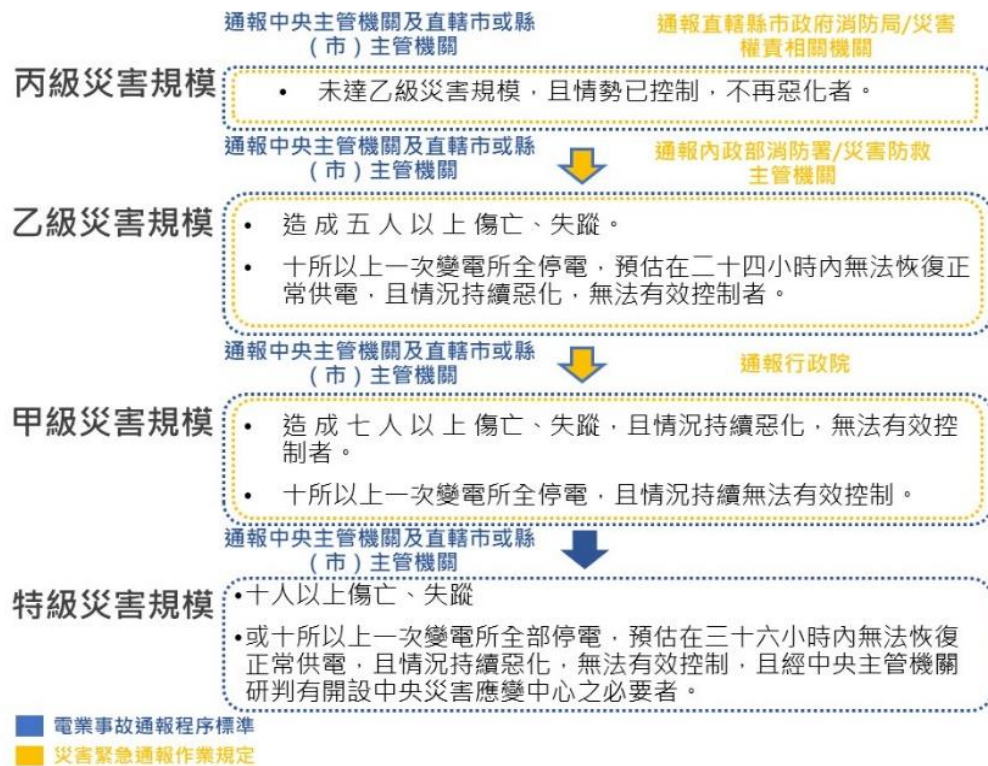 通報中央主管機關及直轄市或縣
（市）主管機關
通報直轄縣市政府消防局/災害
權責相關機關
丙級災害規模
• 未達乙級災害規模，且情勢已控制，不再惡化者。
通報中央主管機關及直轄市或縣
（市）主管機關
通報內政部消防署/災害防救
主管機關
乙級災害規模
• 造成五人以上傷亡、失蹤。
• 十所以上一次變電所全停電，預估在二十四小時內無法恢復正
常供電，且情況持續惡化，無法有效控制者。
通報中央主管機關及直轄市或縣
（市）主管機關
通報行政院
甲級災害規模
• 造成七人以上傷亡、失蹤，且情況持續惡化，無法有效控
制者。
• 十所以上一次變電所全停電，且情況持續無法有效控制。
通報中央主管機關及直轄市或縣
（市）主管機關
特級災害規模
•十人以上傷亡、失蹤
•或十所以上一次變電所全部停電，預估在三十六小時內無法恢復
正常供電，且情況持續惡化，無法有效控制，且經中央主管機關
研判有開設中央災害應變中心之必要者。
電業事故通報程序標準
災害緊急通報作業規定